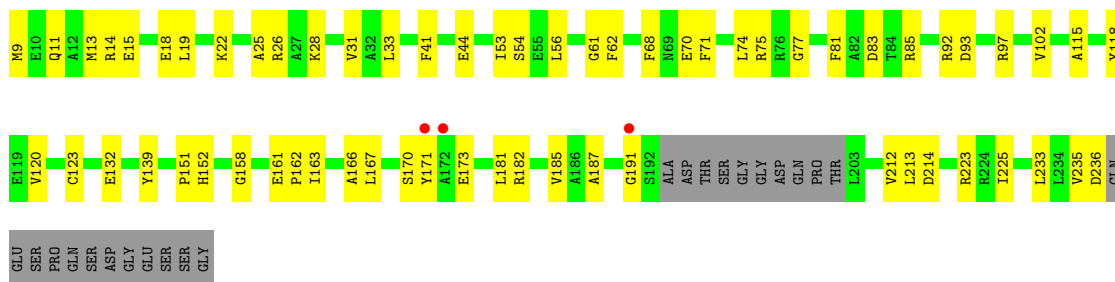 M9 E10 Q11 A12 M13 R14 E15 E18 L19 K22 A25 R26 A27 K28 V31 A32 L33 F41 E44 I53 S54 E55 L56 G61 F62 F68 N69 E70 F71 L74 R75 R76 G77 F81 A82 D83 T84 R85 R92 D93 R97 V102 A115 Y118
E119 V120 C123 E132 Y139 P151 H152 G158 E161 P162 I163 A166 L167 S170 Y171 A172 E173 L181 R182 V185 A186 A187 G191 S192 ALA ASP THR SER GLY GLY ASP GLN PRO THR L203 V212 L213 D214 R223 R224 I225 L233 L234 V235 D236 GLN
GLU SER PRO GLN SER ASP GLY GLU SER SER GLY